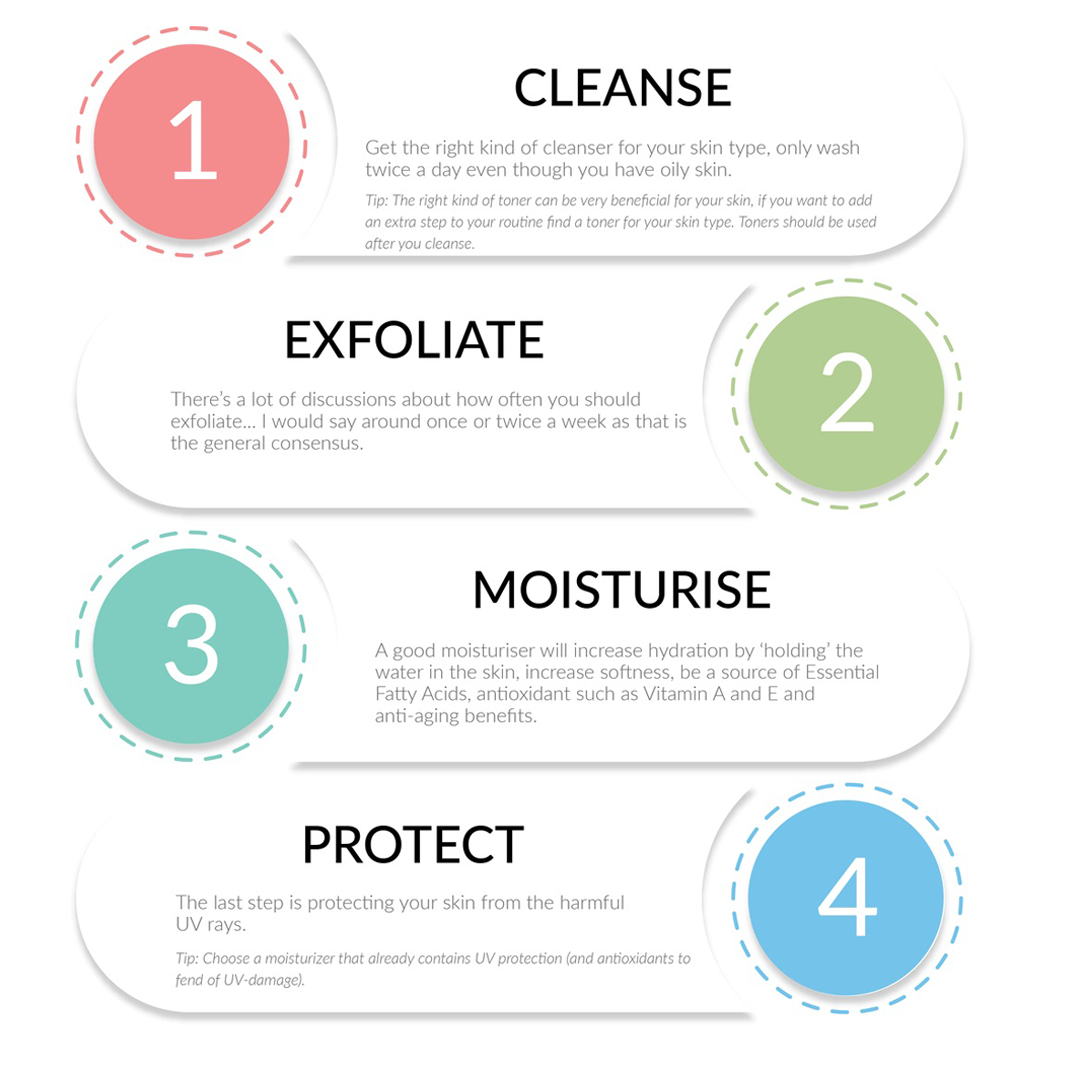 1
CLEANSE
Get the right kind of cleanser for your skin type, only wash
twice a day even though you have oily skin.
Tip: The right kind of toner can be very beneficial for your skin, if you want to add
an extra step to your routine find a toner for your skin type. Toners should be used
after you cleanse.
EXFOLIATE
2
There’s a lot of discussions about how often you should
exfoliate... I would say around once or twice a week as that is
the general consensus.
3
MOISTURISE
A good moisturiser will increase hydration by ‘holding’ the
water in the skin, increase softness, be a source of Essential
Fatty Acids, antioxidant such as Vitamin A and E and
anti-aging benefits.
PROTECT
4
The last step is protecting your skin from the harmful
UV rays.
Tip: Choose a moisturizer that already contains UV protection (and antioxidants to
fend of UV-damage).